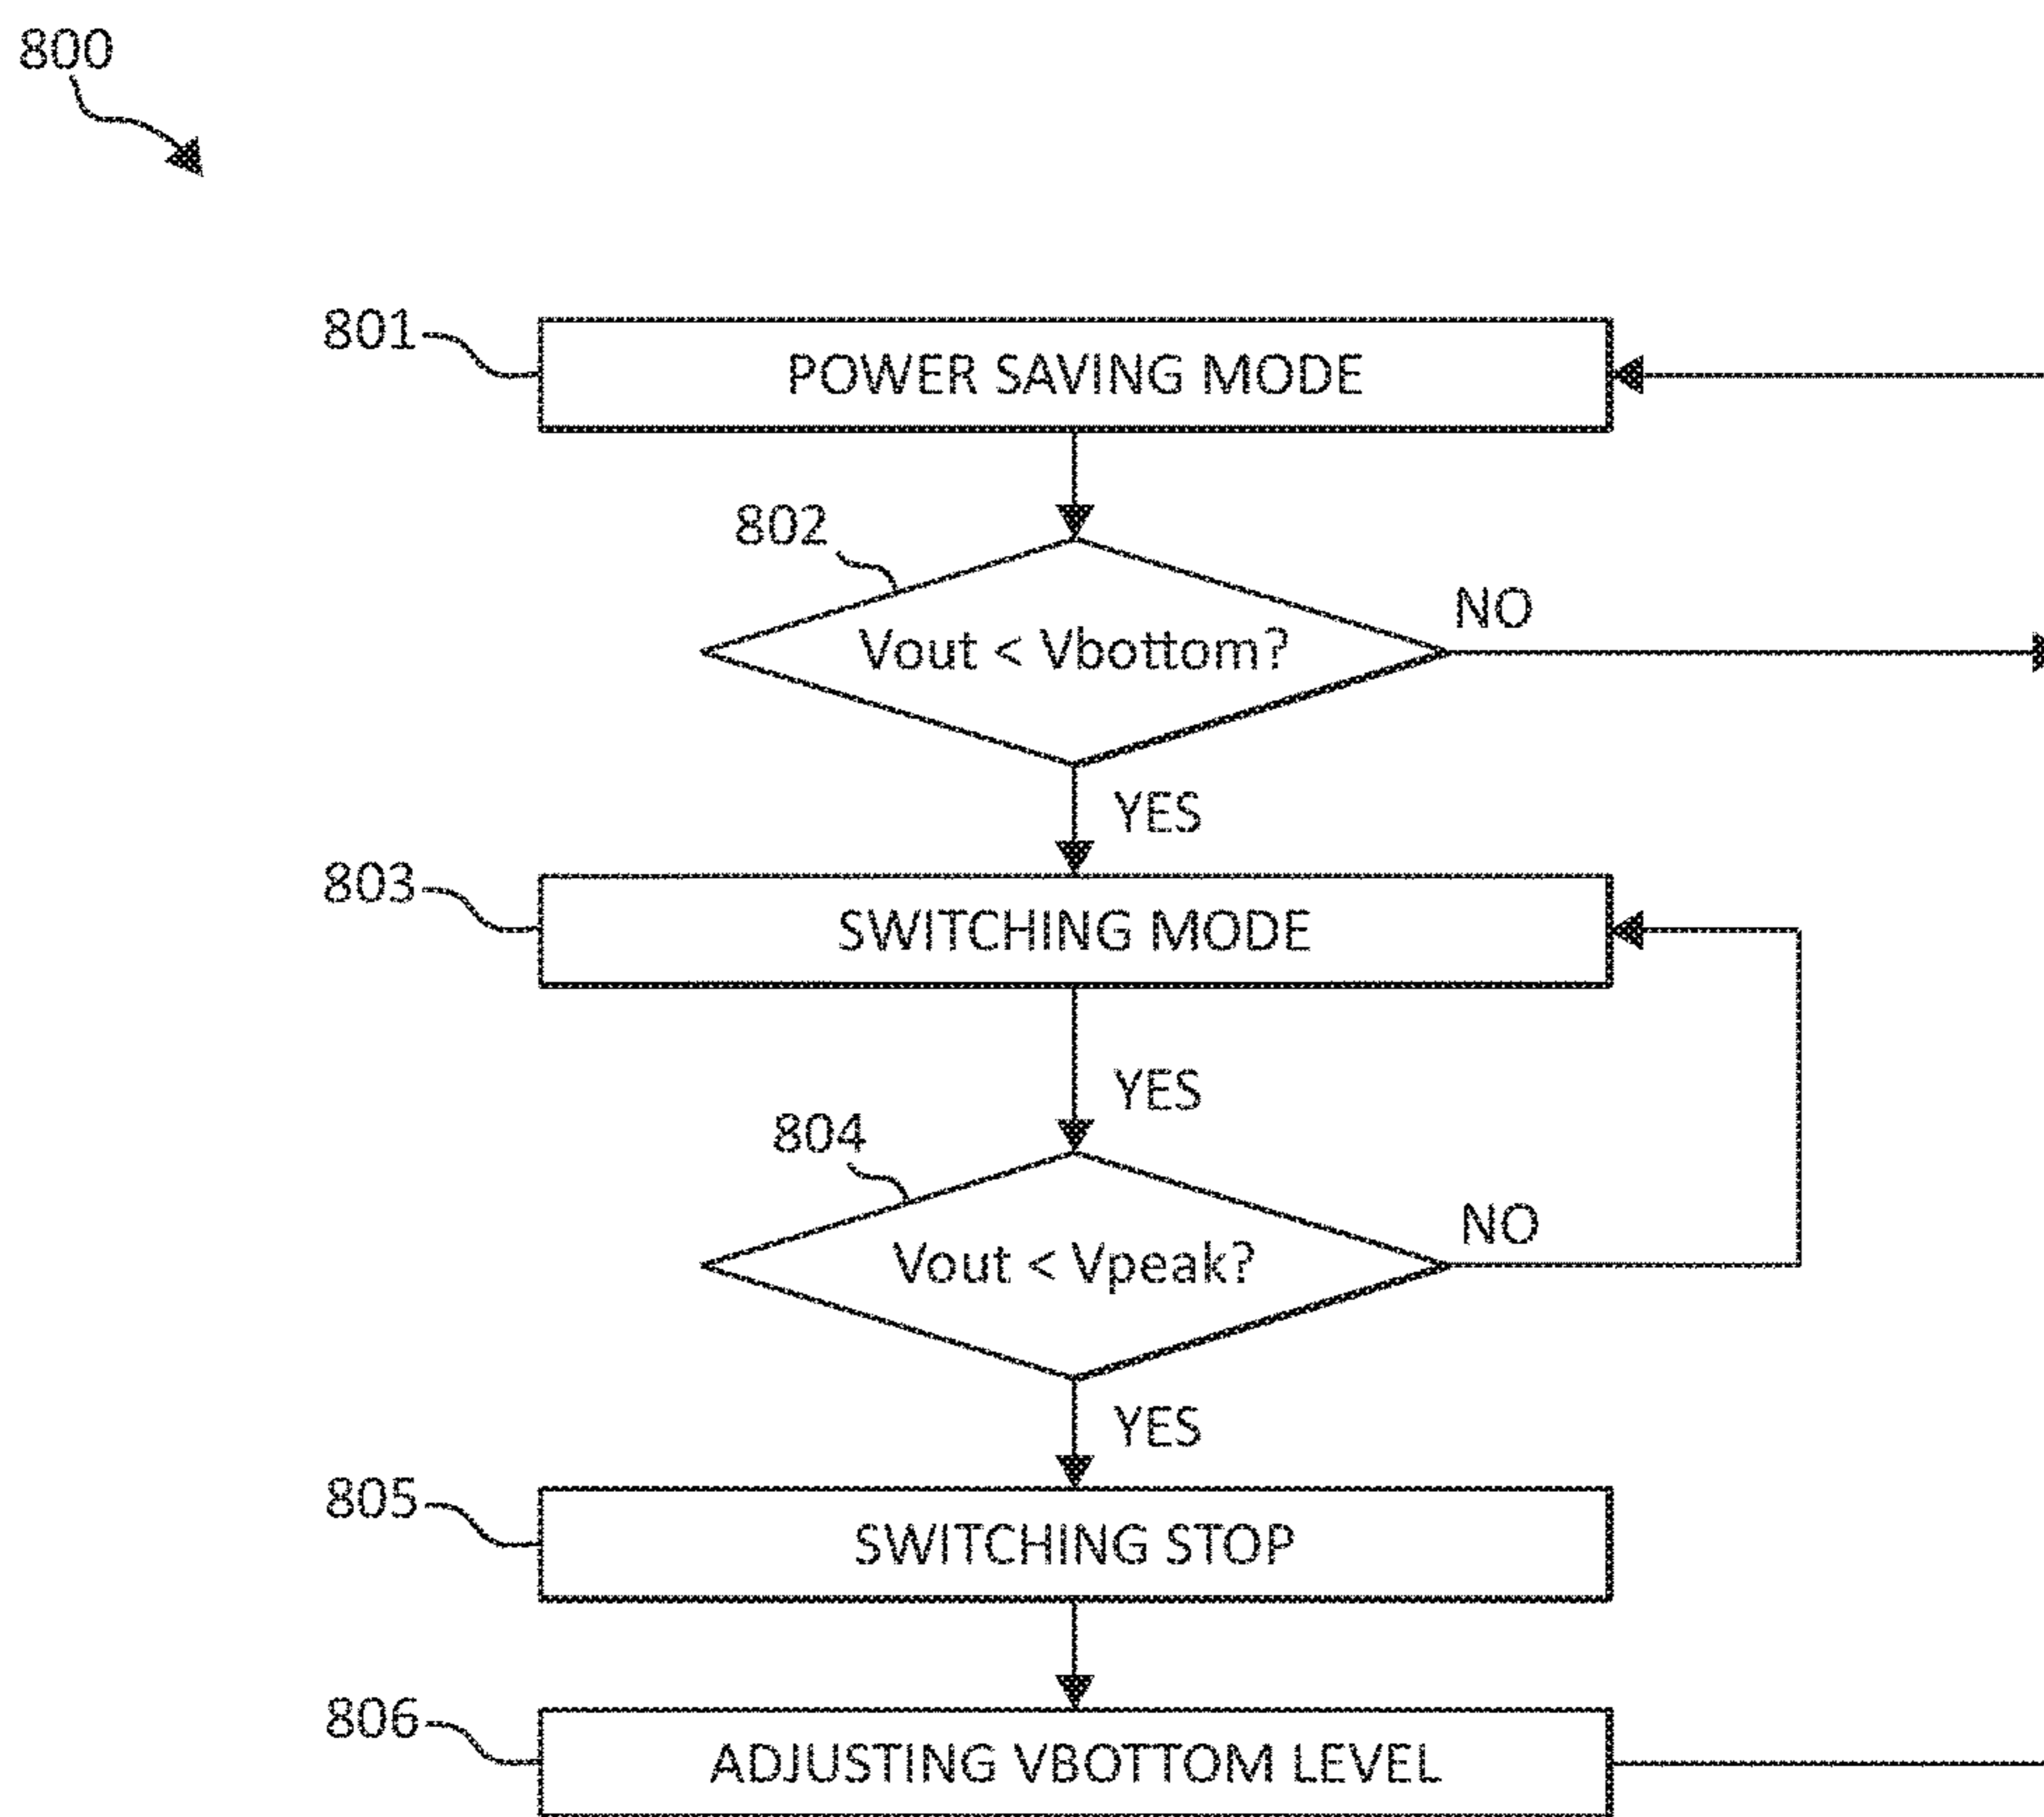 800
801
POWER SAVING MODE
802
Vout < Vbottom?
NO
YES
803
SWITCHING MODE
YES
804
Vout < Vpeak?
NO
YES
805
SWITCHING STOP
806
ADJUSTING VBOTTOM LEVEL